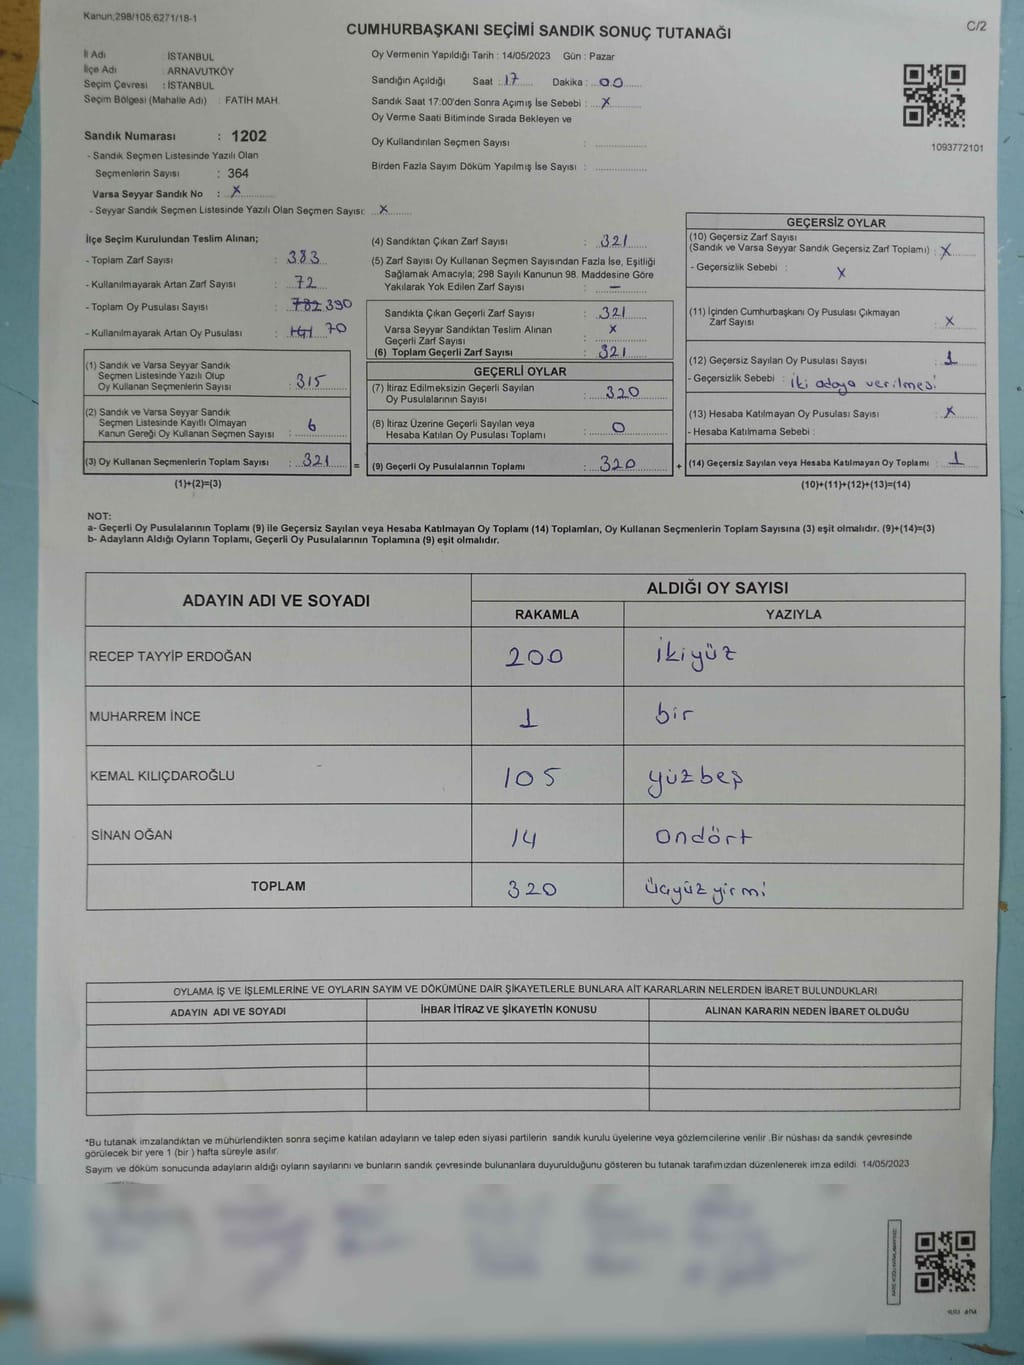 Kanun,298/105,6271/18-1
C/2
CUMHURBAŞKANI SEÇİMİ SANDIK SONUÇ TUTANAĞI
İl Adı : İSTANBUL
İlçe Adı : ARNAVUTKÖY
Seçim Çevresi : İSTANBUL
Seçim Bölgesi (Mahalle Adı) : FATİH MAH.
Sandık Numarası : 1202
- Sandık Seçmen Listesinde Yazılı Olan
Seçmenlerin Sayısı : 364
Varsa Seyyar Sandık No : X
- Seyyar Sandık Seçmen Listesinde Yazılı Olan Seçmen Sayısı: X
Oy Vermenin Yapıldığı Tarih : 14/05/2023 Gün : Pazar
Sandığın Açıldığı Saat : 17 Dakika : 00
Sandık Saat 17:00'den Sonra Açımış İse Sebebi : X
Oy Verme Saati Bitiminde Sırada Bekleyen ve
Oy Kullandırılan Seçmen Sayısı :
Birden Fazla Sayım Döküm Yapılmış İse Sayısı :
1093772101
İlçe Seçim Kurulundan Teslim Alınan;
- Toplam Zarf Sayısı : 383
- Kullanılmayarak Artan Zarf Sayısı : 72
- Toplam Oy Pusulası Sayısı : 782 390
- Kullanılmayarak Artan Oy Pusulası : 141 70
(1) Sandık ve Varsa Seyyar Sandık
Seçmen Listesinde Yazılı Olup
Oy Kullanan Seçmenlerin Sayısı : 315
(2) Sandık ve Varsa Seyyar Sandık
Seçmen Listesinde Kayıtlı Olmayan
Kanun Gereği Oy Kullanan Seçmen Sayısı : 6
(3) Oy Kullanan Seçmenlerin Toplam Sayısı : 321
(1)+(2)=(3)
(4) Sandıktan Çıkan Zarf Sayısı : 321
(5) Zarf Sayısı Oy Kullanan Seçmen Sayısından Fazla İse, Eşitliği
Sağlamak Amacıyla; 298 Sayılı Kanunun 98. Maddesine Göre
Yakılarak Yok Edilen Zarf Sayısı : —
Sandıkta Çıkan Geçerli Zarf Sayısı : 321
Varsa Seyyar Sandıktan Teslim Alınan X
Geçerli Zarf Sayısı :
(6) Toplam Geçerli Zarf Sayısı : 321
GEÇERLİ OYLAR
(7) İtiraz Edilmeksizin Geçerli Sayılan
Oy Pusulalarının Sayısı : 320
(8) İtiraz Üzerine Geçerli Sayılan veya
Hesaba Katılan Oy Pusulası Toplamı : 0
= (9) Geçerli Oy Pusulalarının Toplamı : 320 +
GEÇERSİZ OYLAR
(10) Geçersiz Zarf Sayısı
(Sandık ve Varsa Seyyar Sandık Geçersiz Zarf Toplamı) : X
- Geçersizlik Sebebi : X
(11) İçinden Cumhurbaşkanı Oy Pusulası Çıkmayan
Zarf Sayısı : X
(12) Geçersiz Sayılan Oy Pusulası Sayısı : 1
- Geçersizlik Sebebi : iki adaya verilmesi
(13) Hesaba Katılmayan Oy Pusulası Sayısı : X
- Hesaba Katılmama Sebebi :
(14) Geçersiz Sayılan veya Hesaba Katılmayan Oy Toplamı : 1
(10)+(11)+(12)+(13)=(14)
NOT:
a- Geçerli Oy Pusulalarının Toplamı (9) ile Geçersiz Sayılan veya Hesaba Katılmayan Oy Toplamı (14) Toplamları, Oy Kullanan Seçmenlerin Toplam Sayısına (3) eşit olmalıdır. (9)+(14)=(3)
b- Adayların Aldığı Oyların Toplamı, Geçerli Oy Pusulalarının Toplamına (9) eşit olmalıdır.
ADAYIN ADI VE SOYADI
ALDIĞI OY SAYISI
RAKAMLA YAZIYLA
RECEP TAYYİP ERDOĞAN 200 ikiyüz
MUHARREM İNCE 1 bir
KEMAL KILIÇDAROĞLU 105 yüzbeş
SİNAN OĞAN 14 ondört
TOPLAM 320 üçyüzyirmi
OYLAMA İŞ VE İŞLEMLERİNE VE OYLARIN SAYIM VE DÖKÜMÜNE DAİR ŞİKAYETLERLE BUNLARA AİT KARARLARIN NELERDEN İBARET BULUNDUKLARI
ADAYIN ADI VE SOYADI İHBAR İTİRAZ VE ŞİKAYETİN KONUSU ALINAN KARARIN NEDEN İBARET OLDUĞU
*Bu tutanak imzalandıktan ve mühürlendikten sonra seçime katılan adayların ve talep eden siyasi partilerin sandık kurulu üyelerine veya gözlemcilerine verilir .Bir nüshası da sandık çevresinde
görülecek bir yere 1 (bir ) hafta süreyle asılır.
Sayım ve döküm sonucunda adayların aldığı oyların sayılarını ve bunların sandık çevresinde bulunanlara duyurulduğunu gösteren bu tutanak tarafımızdan düzenlenerek imza edildi. 14/05/2023